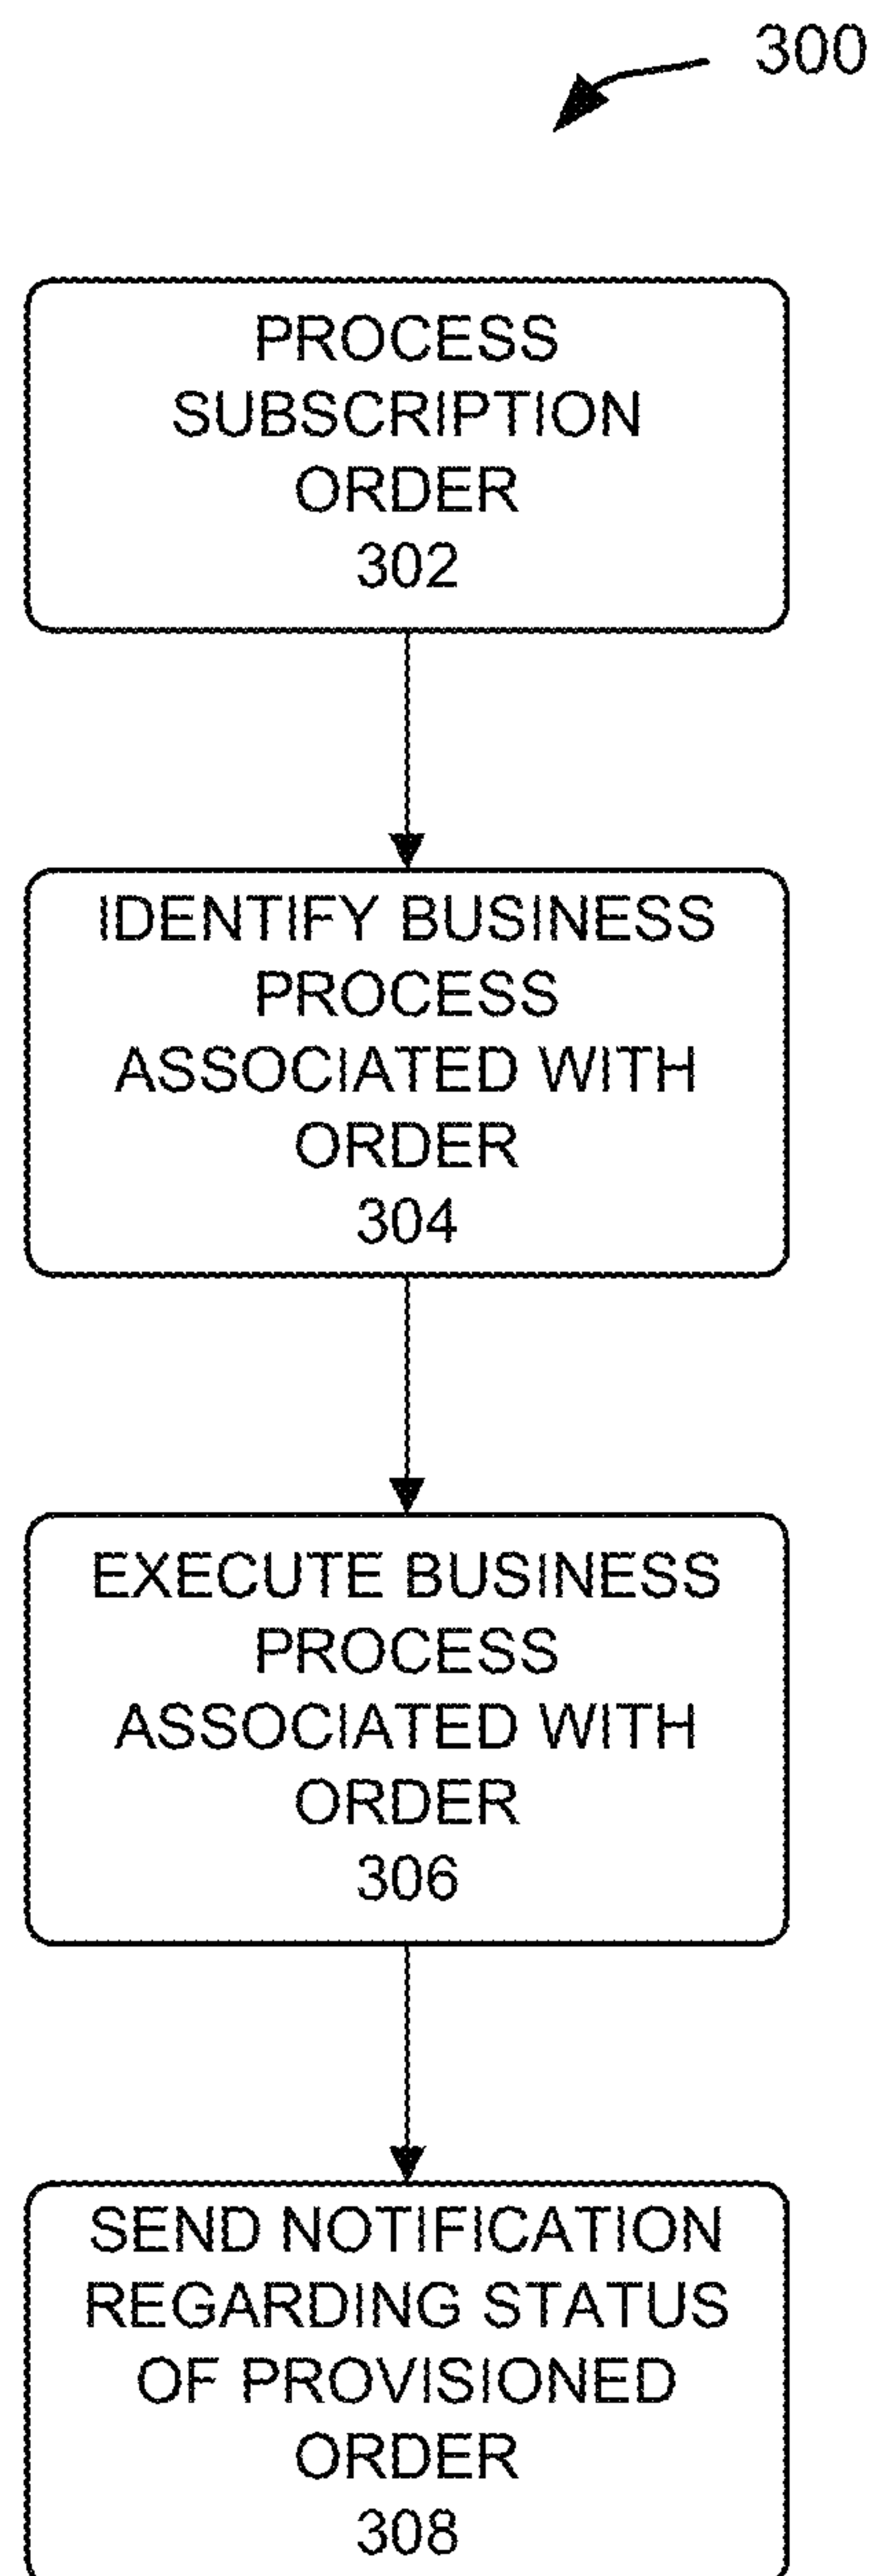 300
PROCESS
SUBSCRIPTION
ORDER
302
IDENTIFY BUSINESS
PROCESS
ASSOCIATED WITH
ORDER
304
EXECUTE BUSINESS
PROCESS
ASSOCIATED WITH
ORDER
306
SEND NOTIFICATION
REGARDING STATUS
OF PROVISIONED
ORDER
308